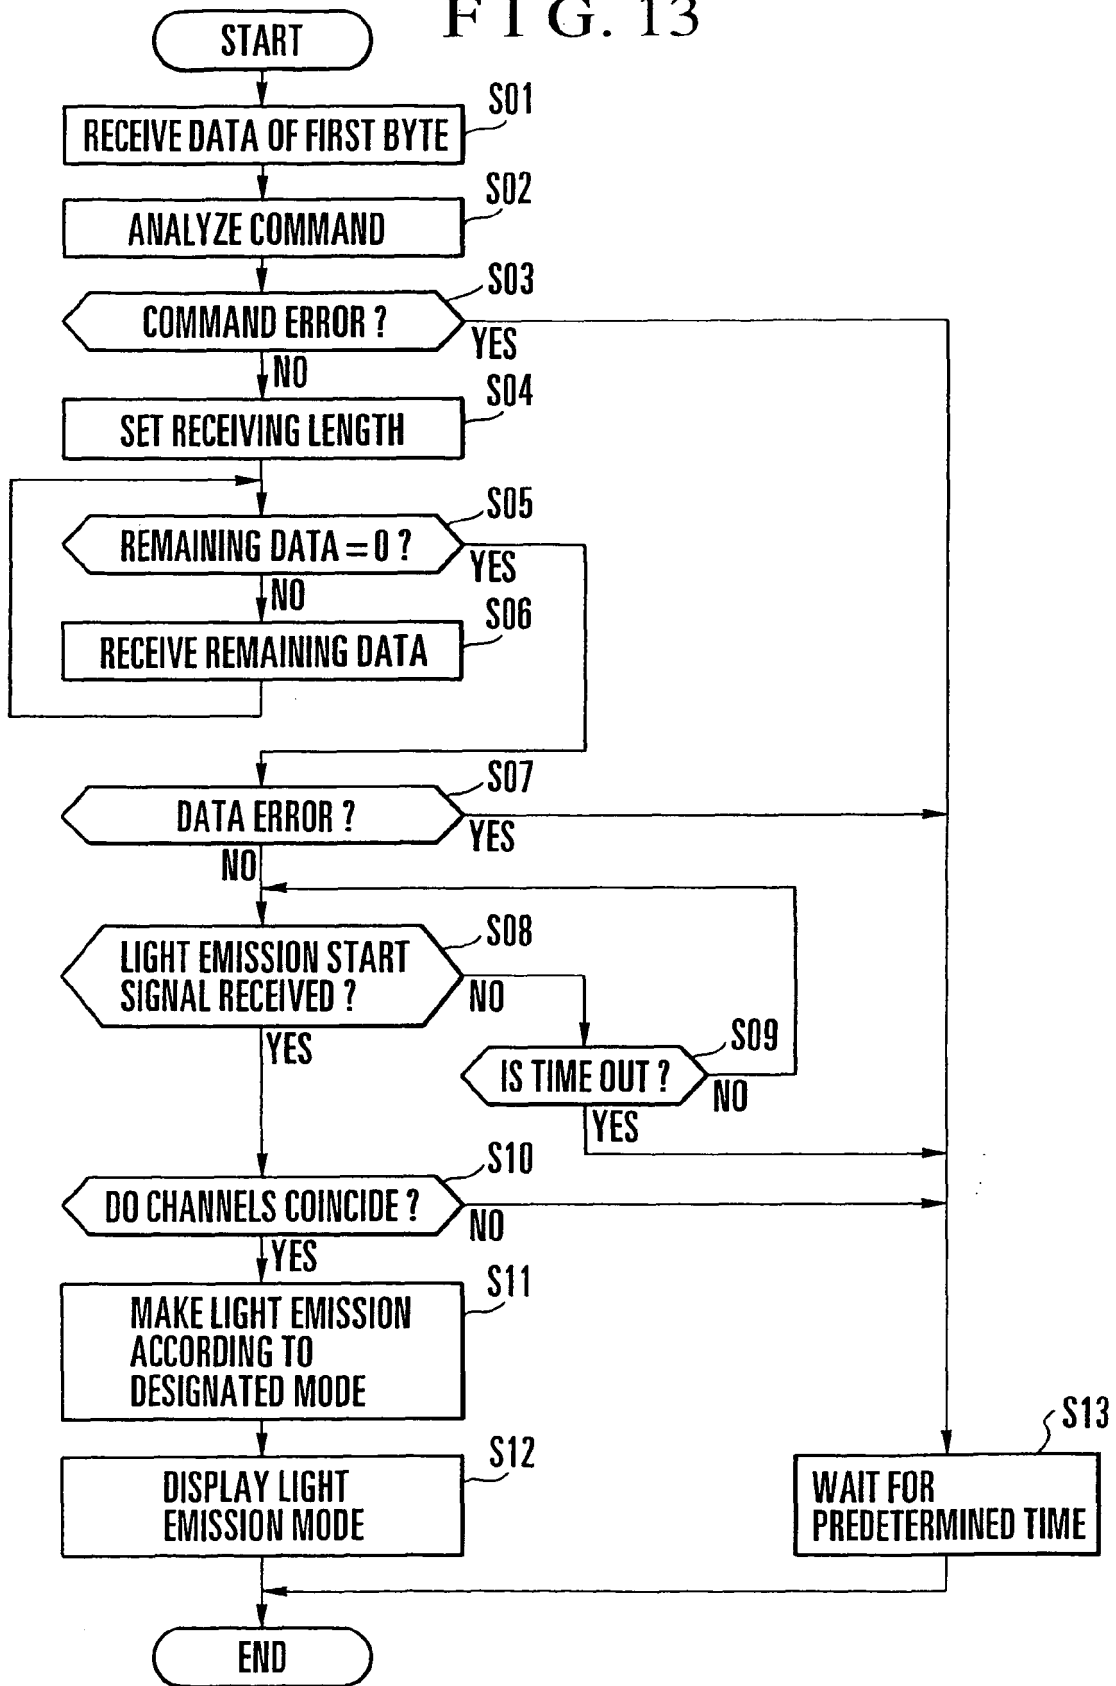 FIG. 13
START
S01
RECEIVE DATA OF FIRST BYTE
S02
ANALYZE COMMAND
S03
COMMAND ERROR ?
YES
NO
S04
SET RECEIVING LENGTH
S05
REMAINING DATA = 0 ?
YES
NO
S06
RECEIVE REMAINING DATA
S07
DATA ERROR ?
YES
NO
S08
LIGHT EMISSION START
SIGNAL RECEIVED ?
NO
YES
S09
IS TIME OUT ?
NO
YES
S10
DO CHANNELS COINCIDE ?
NO
YES
S11
MAKE LIGHT EMISSION
ACCORDING TO
DESIGNATED MODE
S12
DISPLAY LIGHT
EMISSION MODE
S13
WAIT FOR
PREDETERMINED TIME
END